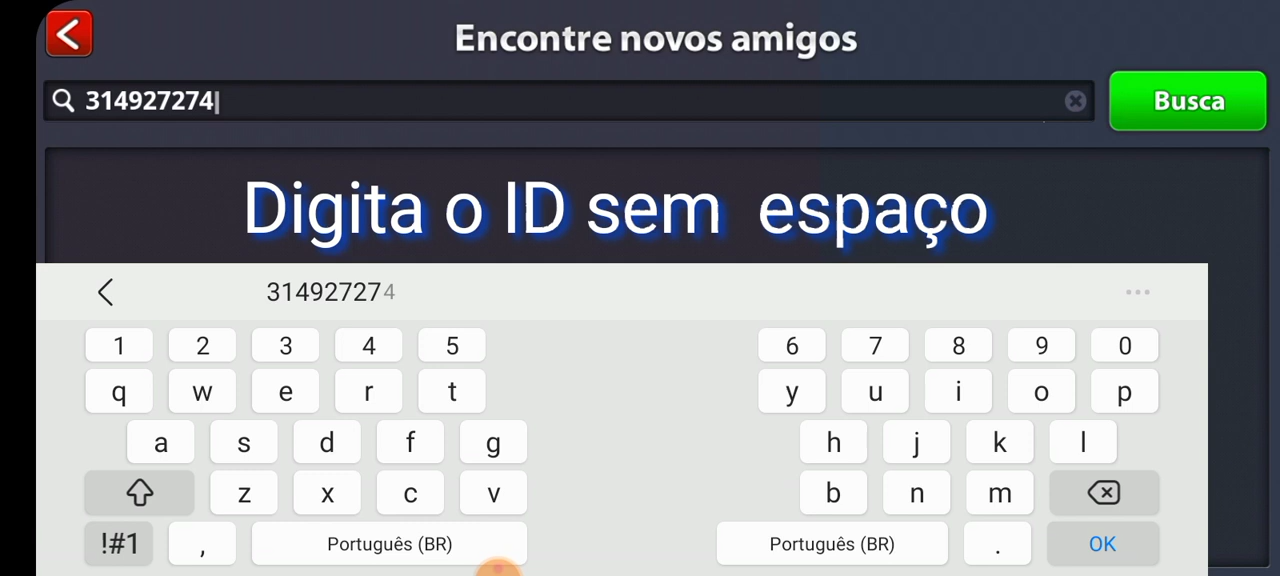 Encontre novos amigos
314927274
Busca
Digita o ID sem espaço
314927274
1 2 3 4 5 6 7 8 9 0
q w e r t y u i o p
a s d f g h j k l
z x c v b n m
!#1 , Português (BR) Português (BR) . OK